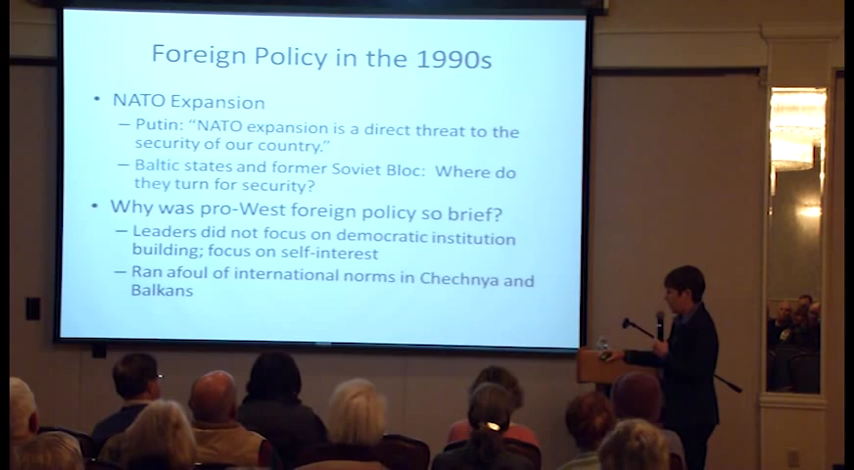 Foreign Policy in the 1990s
• NATO Expansion
– Putin: “NATO expansion is a direct threat to the
security of our country.”
– Baltic states and former Soviet Bloc: Where do
they turn for security?
• Why was pro-West foreign policy so brief?
– Leaders did not focus on democratic institution
building; focus on self-interest
– Ran afoul of international norms in Chechnya and
Balkans